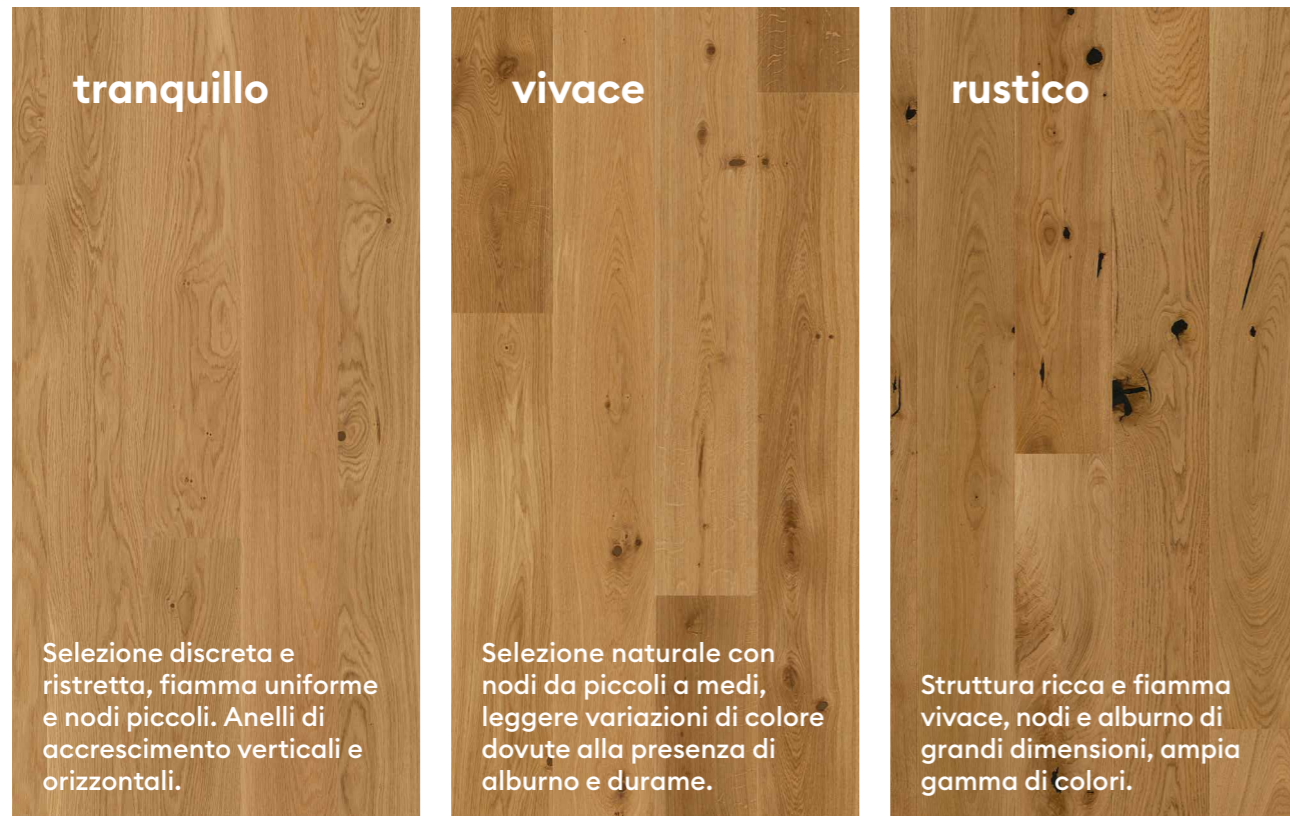 tranquillo
Selezione discreta e
ristretta, fiamma uniforme
e nodi piccoli. Anelli di
accrescimento verticali e
orizzontali.
vivace
Selezione naturale con
nodi da piccoli a medi,
leggere variazioni di colore
dovute alla presenza di
alburno e durame.
rustico
Struttura ricca e fiamma
vivace, nodi e alburno di
grandi dimensioni, ampia
gamma di colori.